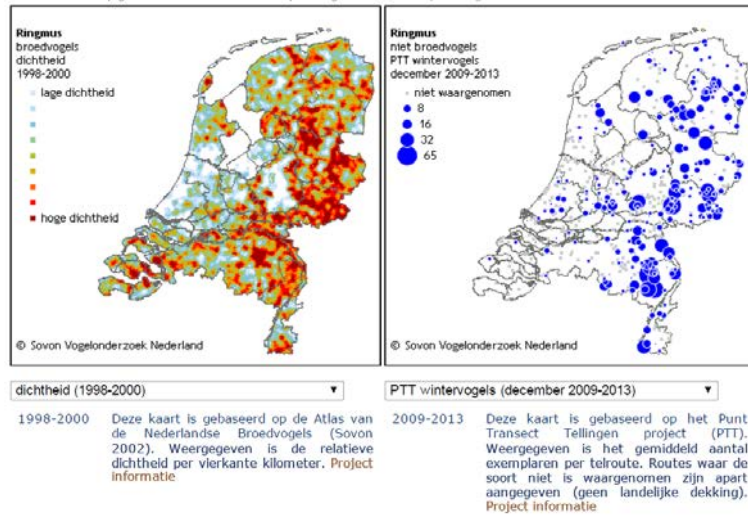 Ringmus
broedvogels
dichtheid
1998-2000
lage dichtheid
hoge dichtheid
© Sovon Vogelonderzoek Nederland
Ringmus
niet broedvogels
PTT wintervogels
december 2009-2013
niet waargenomen
8
16
32
65
© Sovon Vogelonderzoek Nederland
dichtheid (1998-2000)
1998-2000
Deze kaart is gebaseerd op de Atlas van
de Nederlandse Broedvogels (Sovon
2002). Weergegeven is de relatieve
dichtheid per vierkante kilometer. Project
informatie
PTT wintervogels (december 2009-2013)
2009-2013
Deze kaart is gebaseerd op het Punt
Transect Tellingen project (PTT).
Weergegeven is het gemiddeld aantal
exemplaren per telroute. Routes waar de
soort niet is waargenomen zijn apart
aangegeven (geen landelijke dekking).
Project informatie